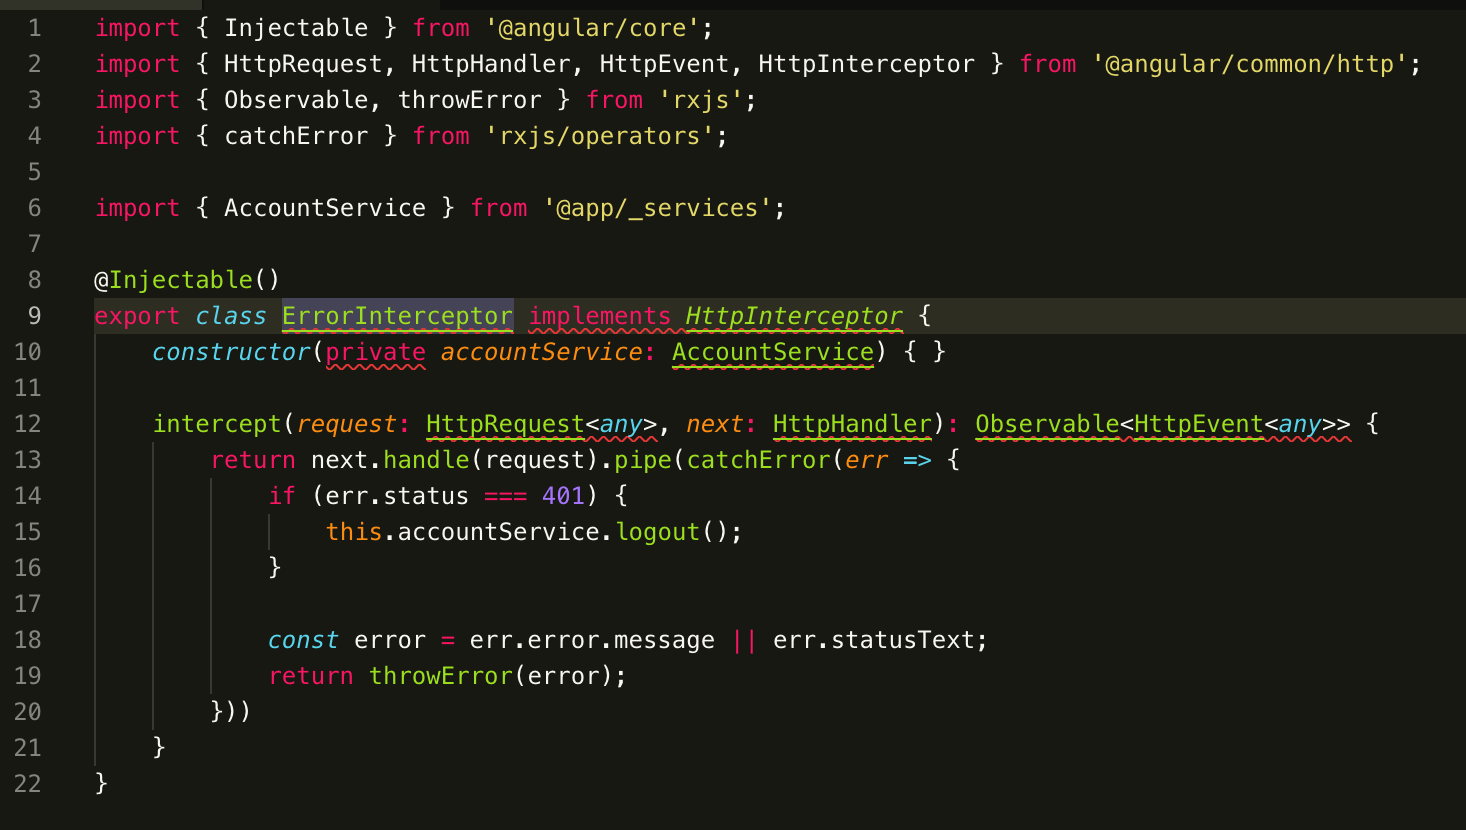 1 import { Injectable } from '@angular/core';
2 import { HttpRequest, HttpHandler, HttpEvent, HttpInterceptor } from '@angular/common/http';
3 import { Observable, throwError } from 'rxjs';
4 import { catchError } from 'rxjs/operators';
5
6 import { AccountService } from '@app/_services';
7
8 @Injectable()
9 export class ErrorInterceptor implements HttpInterceptor {
10     constructor(private accountService: AccountService) { }
11
12     intercept(request: HttpRequest<any>, next: HttpHandler): Observable<HttpEvent<any>> {
13         return next.handle(request).pipe(catchError(err => {
14             if (err.status === 401) {
15                 this.accountService.logout();
16             }
17
18             const error = err.error.message || err.statusText;
19             return throwError(error);
20         }))
21     }
22 }